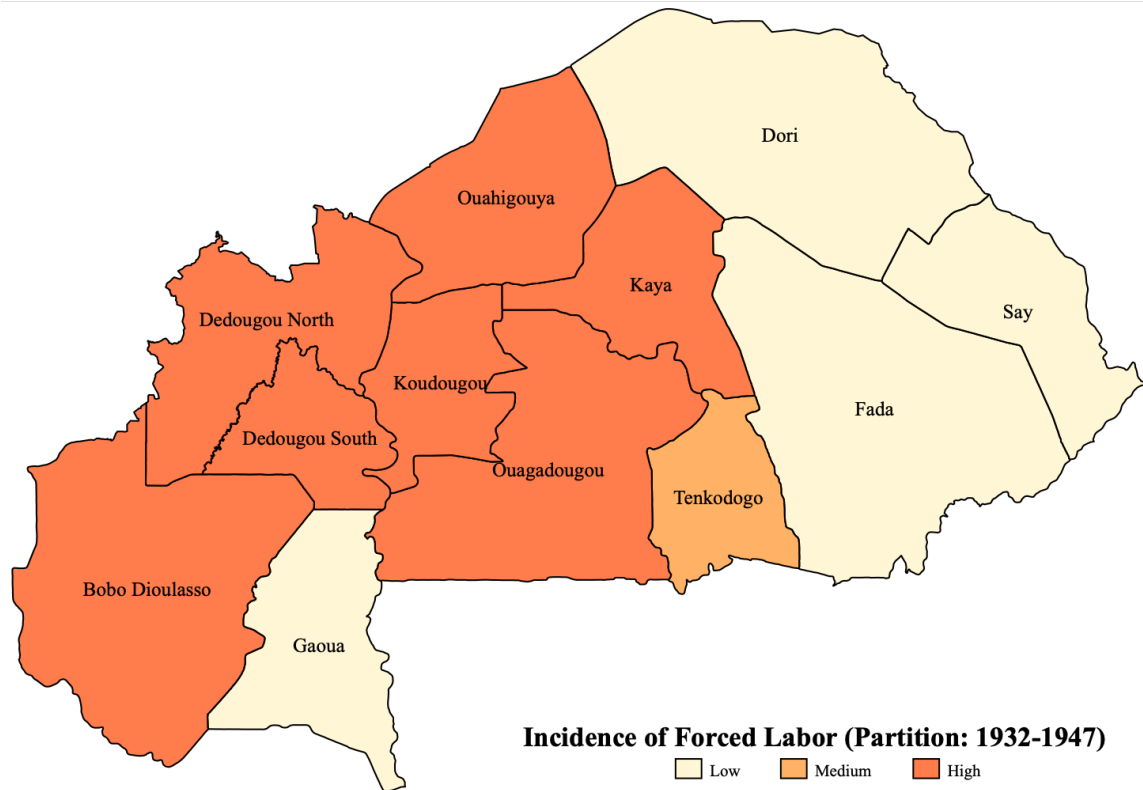 Dori
Ouahigouya
Kaya
Say
Dedougou North
Koudougou
Fada
Dedougou South
Ouagadougou
Tenkodogo
Bobo Dioulasso
Gaoua
Incidence of Forced Labor (Partition: 1932-1947)
Low Medium High